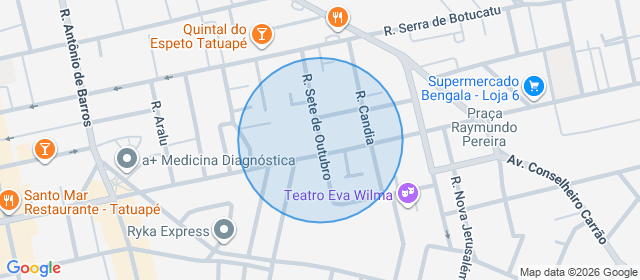 R. Serra de Botucatu
Quintal do
Espeto Tatuapé
R. Antônio de Barros
R. Aralu
R. Sete de Outubro
R. Candia
Supermercado
Bengala - Loja 6
Praça
Raymundo
Pereira
a+ Medicina Diagnóstica
Av. Conselheiro Carrão
Teatro Eva Wilma
Santo Mar
Restaurante - Tatuapé
R. Nova Jerusalém
Ryka Express
Google
Map data ©2026 Google